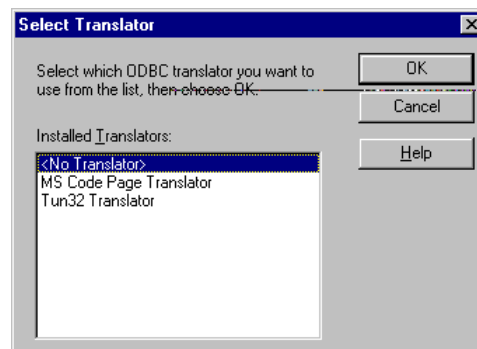 Select Translator
Select which ODBC translator you want to
use from the list, then choose OK.
OK
Cancel
Help
Installed Translators:
<No Translator>
MS Code Page Translator
Tun32 Translator